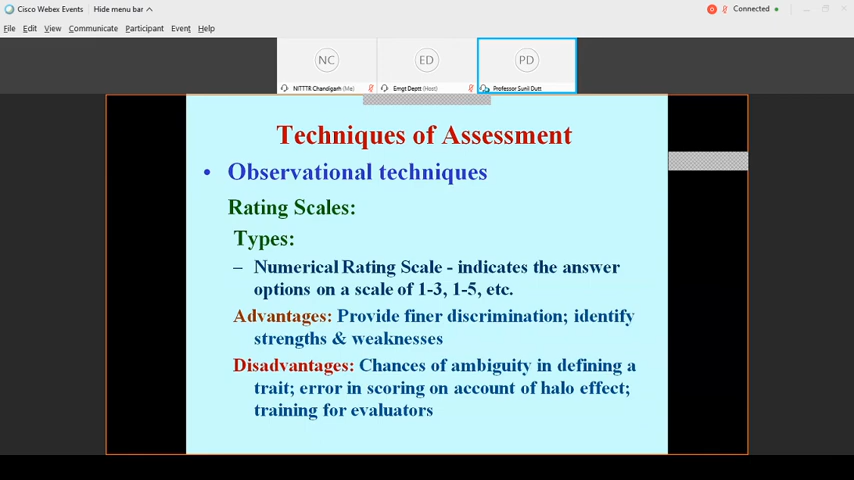 Cisco Webex Events Hide menu bar Connected
File Edit View Communicate Participant Event Help
NC ED PD
NITTTR Chandigarh (Me) Emgt Deptt (Host) Professor Sunil Dutt
Techniques of Assessment
• Observational techniques
Rating Scales:
Types:
– Numerical Rating Scale - indicates the answer
options on a scale of 1-3, 1-5, etc.
Advantages: Provide finer discrimination; identify
strengths & weaknesses
Disadvantages: Chances of ambiguity in defining a
trait; error in scoring on account of halo effect;
training for evaluators